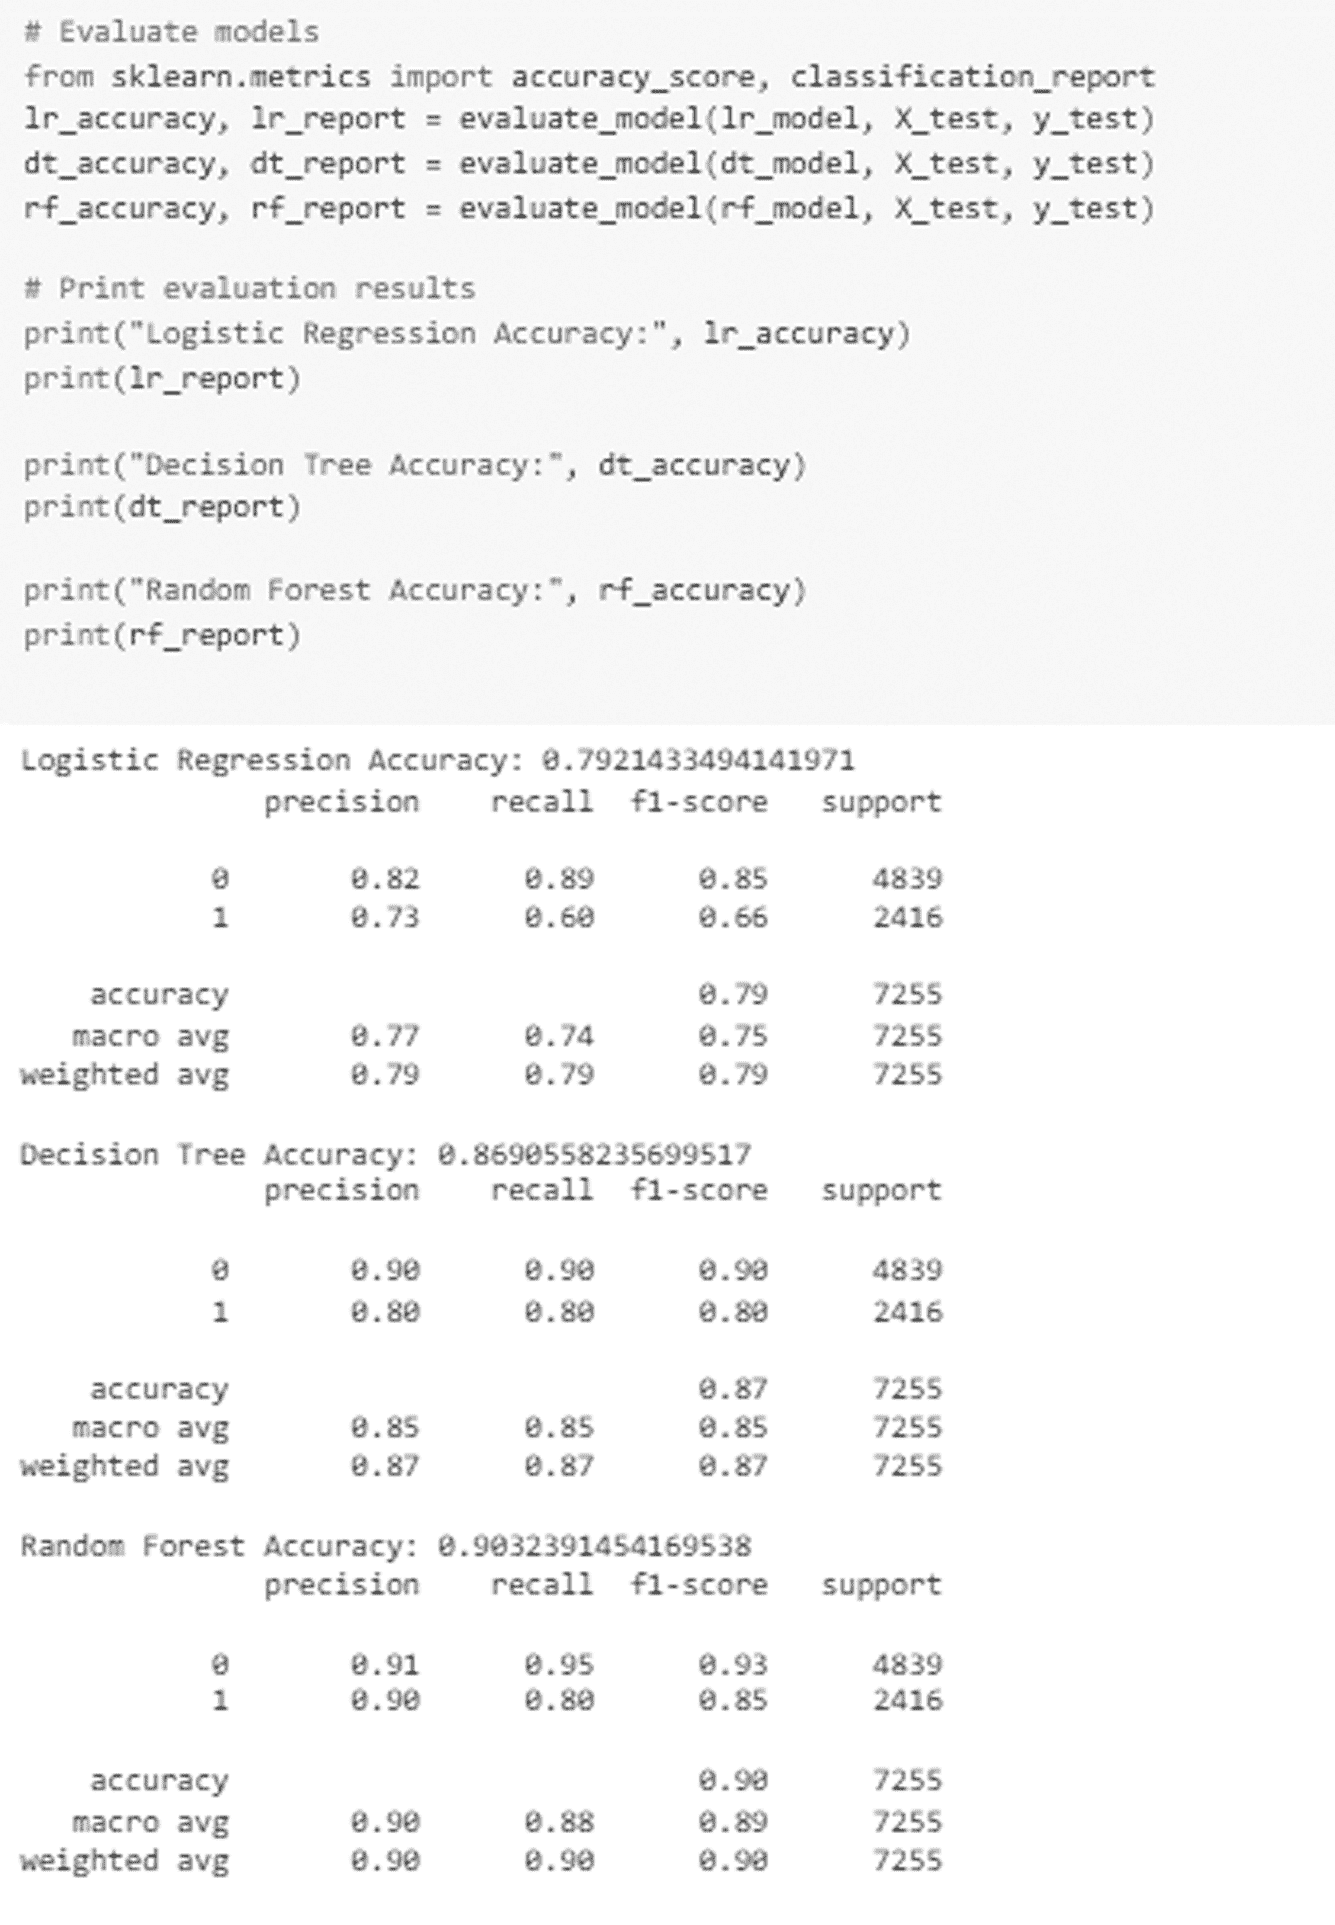 # Evaluate models
from sklearn.metrics import accuracy_score, classification_report
lr_accuracy, lr_report = evaluate_model(lr_model, X_test, y_test)
dt_accuracy, dt_report = evaluate_model(dt_model, X_test, y_test)
rf_accuracy, rf_report = evaluate_model(rf_model, X_test, y_test)
# Print evaluation results
print("Logistic Regression Accuracy:", lr_accuracy)
print(lr_report)
print("Decision Tree Accuracy:", dt_accuracy)
print(dt_report)
print("Random Forest Accuracy:", rf_accuracy)
print(rf_report)
Logistic Regression Accuracy: 0.7921433494141971
precision recall f1-score support
0 0.82 0.89 0.85 4839
1 0.73 0.60 0.66 2416
accuracy 0.79 7255
macro avg 0.77 0.74 0.75 7255
weighted avg 0.79 0.79 0.79 7255
Decision Tree Accuracy: 0.8690558235699517
precision recall f1-score support
0 0.90 0.90 0.90 4839
1 0.80 0.80 0.80 2416
accuracy 0.87 7255
macro avg 0.85 0.85 0.85 7255
weighted avg 0.87 0.87 0.87 7255
Random Forest Accuracy: 0.9032391454169538
precision recall f1-score support
0 0.91 0.95 0.93 4839
1 0.90 0.80 0.85 2416
accuracy 0.90 7255
macro avg 0.90 0.88 0.89 7255
weighted avg 0.90 0.90 0.90 7255